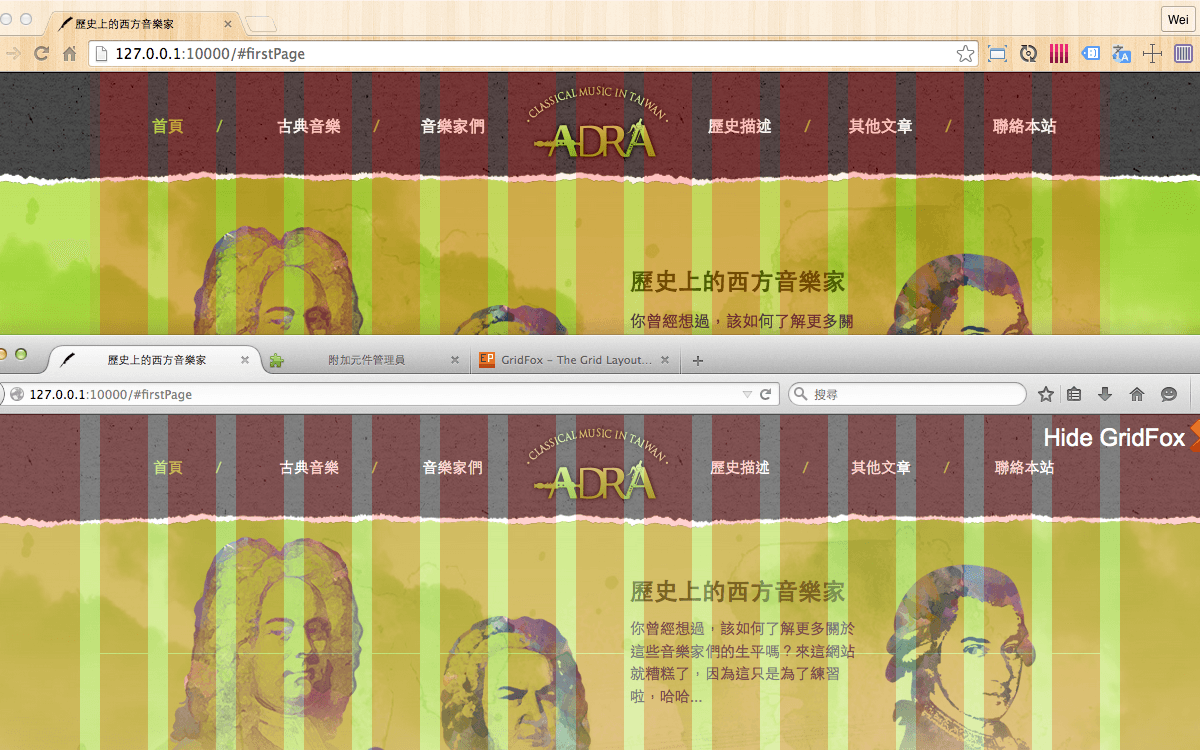 歷史上的西方音樂家
Wei
127.0.0.1:10000/#firstPage
CLASSICAL MUSIC IN TAIWAN
首頁 / 古典音樂 / 音樂家們 ADRA 歷史描述 / 其他文章 / 聯絡本站
歷史上的西方音樂家
你曾經想過，該如何了解更多關
歷史上的西方音樂家 附加元件管理員 EP GridFox - The Grid Layout...
127.0.0.1:10000/#firstPage 搜尋
CLASSICAL MUSIC IN TAIWAN
Hide GridFox
首頁 / 古典音樂 / 音樂家們 ADRA 歷史描述 / 其他文章 / 聯絡本站
歷史上的西方音樂家
你曾經想過，該如何了解更多關於
這些音樂家們的生平嗎？來這網站
就糟糕了，因為這只是為了練習
啦，哈哈...